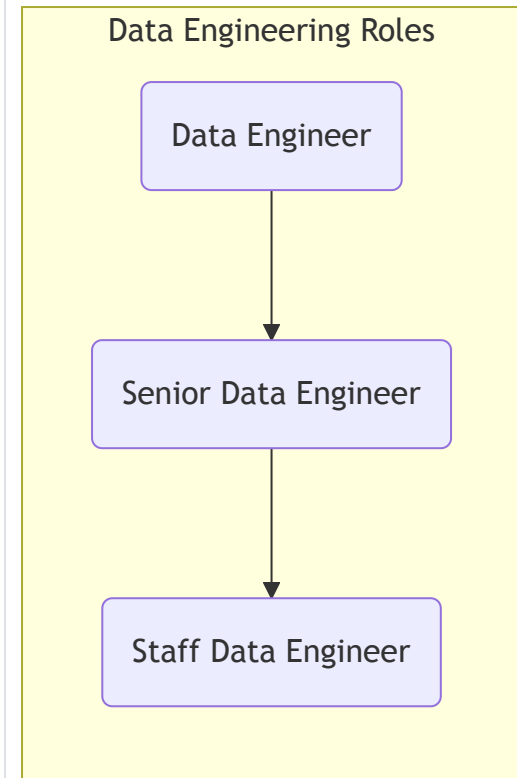 Data Engineering Roles
Data Engineer
Senior Data Engineer
Staff Data Engineer